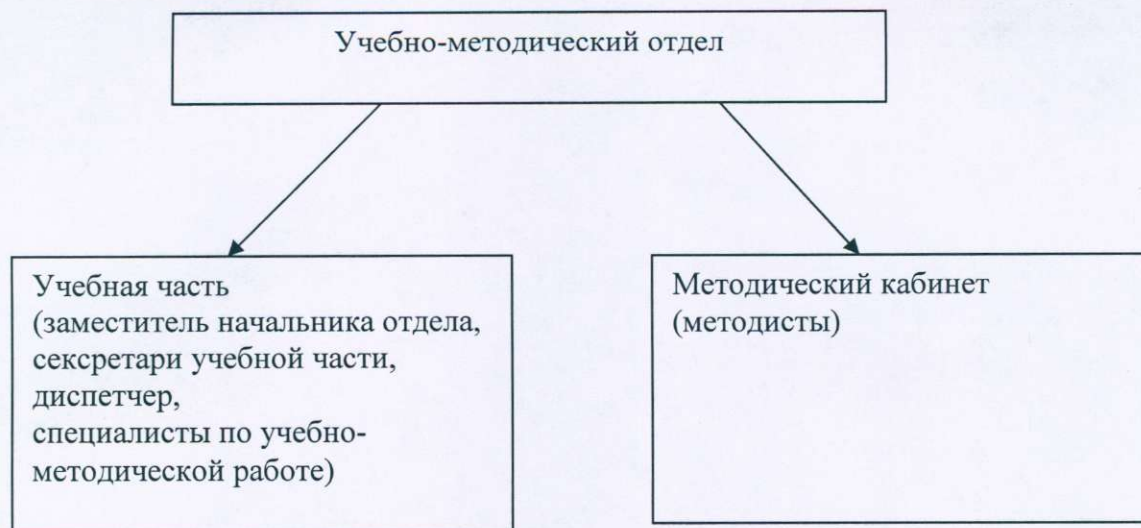 Учебно-методический отдел
Учебная часть
(заместитель начальника отдела,
сексретари учебной части,
диспетчер,
специалисты по учебно-
методической работе)
Методический кабинет
(методисты)